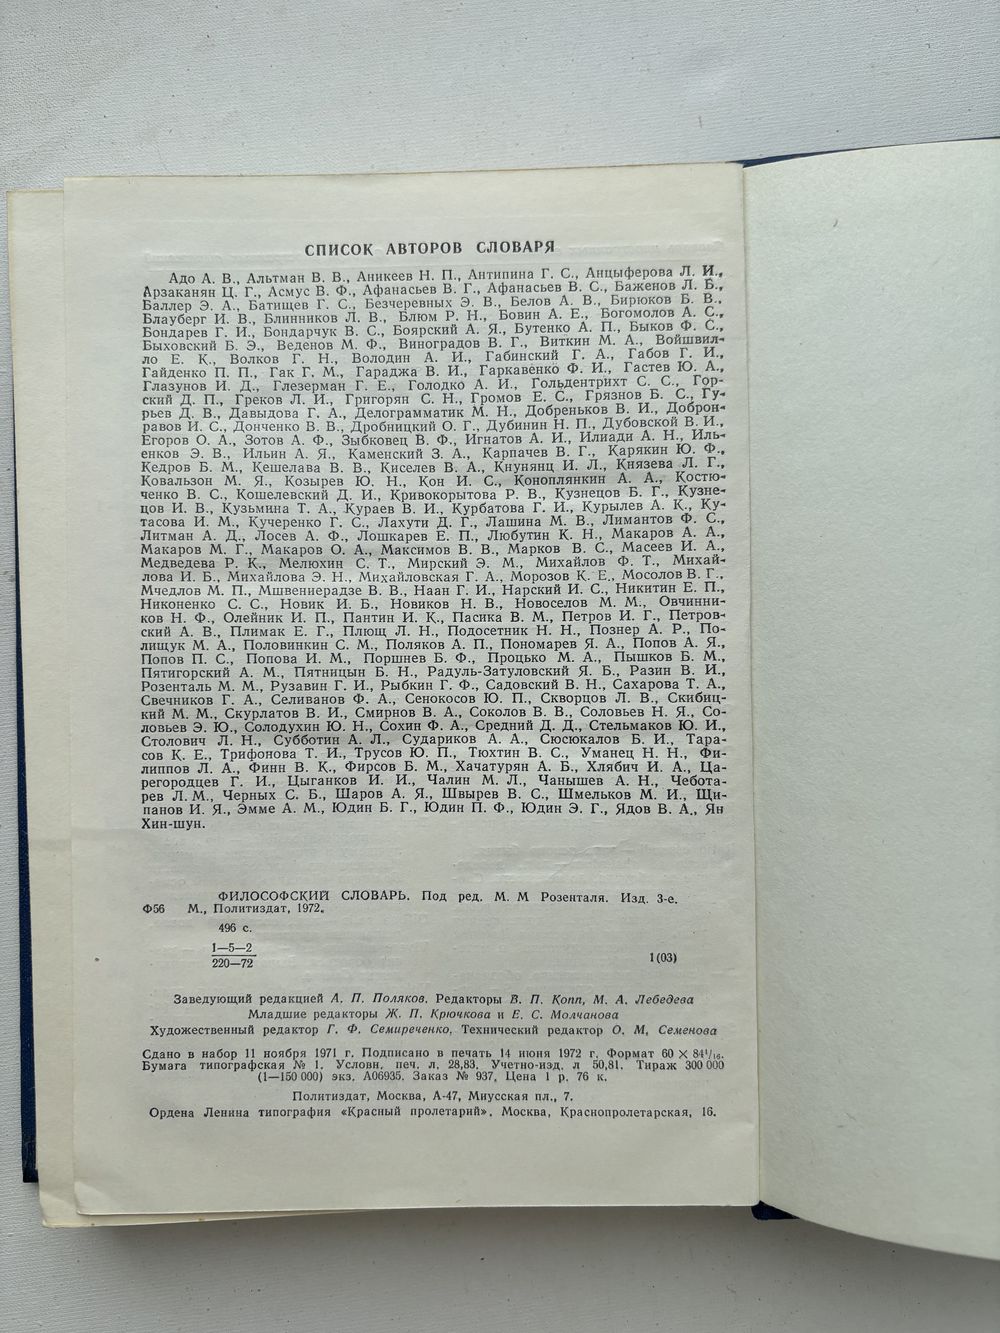 СПИСОК АВТОРОВ СЛОВАРЯ
Адо А. В., Альтман В. В., Аникеев Н. П., Антипина Г. С., Анцыферова Л. И.,
Арзаканян Ц. Г., Асмус В. Ф., Афанасьев В. Г., Афанасьев В. С., Баженов Л. Б.,
Баллер Э. А., Батищев Г. С., Безчеревных Э. В., Белов А. В., Бирюков Б. В.,
Блауберг И. В., Блинников Л. В., Блюм Р. Н., Бовин А. Е., Богомолов А. С.,
Бондарев Г. И., Бондарчук В. С., Боярский А. Я., Бутенко А. П., Быков Ф. С.,
Быховский Б. Э., Веденов М. Ф., Виноградов В. Г., Виткин М. А., Войшвил-
ло Е. К., Волков Г. Н., Володин А. И., Габинский Г. А., Габов Г. И.,
Гайденко П. П., Гак Г. М., Гараджа В. И., Гаркавенко Ф. И., Гастев Ю. А.,
Глазунов И. Д., Глезерман Г. Е., Голодко А. И., Гольдентрихт С. С., Гор-
ский Д. П., Греков Л. И., Григорян С. Н., Громов Е. С., Грязнов Б. С., Гу-
рьев Д. В., Давыдова Г. А., Делограмматик М. Н., Добреньков В. И., Доброн-
равов И. С., Донченко В. В., Дробницкий О. Г., Дубинин Н. П., Дубовской В. И.,
Егоров О. А., Зотов А. Ф., Зыбковец В. Ф., Игнатов А. И., Илиади А. Н., Иль-
енков Э. В., Ильин А. Я., Каменский З. А., Карпачев В. Г., Карякин Ю. Ф.,
Кедров Б. М., Кешелава В. В., Киселев В. А., Кнунянц И. Л., Князева Л. Г.,
Ковальзон М. Я., Козырев Ю. Н., Кон И. С., Коноплянкин А. А., Костю-
ченко В. С., Кошелевский Д. И., Кривокорытова Р. В., Кузнецов Б. Г., Кузне-
цов И. В., Кузьмина Т. А., Кураев В. И., Курбатова Г. И., Курылев А. К., Ку-
тасова И. М., Кучеренко Г. С., Лахути Д. Г., Лашина М. В., Лимантов Ф. С.,
Литман А. Д., Лосев А. Ф., Лошкарев Е. П., Любутин К. Н., Макаров А. А.,
Макаров М. Г., Макаров О. А., Максимов В. В., Марков В. С., Масеев И. А.,
Медведева Р. К., Мелюхин С. Т., Мирский Э. М., Михайлов Ф. Т., Михай-
лова И. Б., Михайлова Э. Н., Михайловская Г. А., Морозов К. Е., Мосолов В. Г.,
Мчедлов М. П., Мшвениерадзе В. В., Наан Г. И., Нарский И. С., Никитин Е. П.,
Никоненко С. С., Новик И. Б., Новиков Н. В., Новоселов М. М., Овчинни-
ков Н. Ф., Олейник И. П., Пантин И. К., Пасика В. М., Петров И. Г., Петров-
ский А. В., Плимак Е. Г., Плющ Л. Н., Подосетник Н. Н., Познер А. Р., По-
лищук М. А., Половинкин С. М., Поляков А. П., Пономарев Я. А., Попов А. Я.,
Попов П. С., Попова И. М., Поршнев Б. Ф., Процько М. А., Пышков Б. М.,
Пятигорский А. М., Пятницын Б. Н., Радуль-Затуловский Я. Б., Разин В. И.,
Розенталь М. М., Рузавин Г. И., Рыбкин Г. Ф., Садовский В. Н., Сахарова Т. А.,
Свечников Г. А., Селиванов Ф. А., Сенокосов Ю. П., Скворцов Л. В., Скибиц-
кий М. М., Скурлатов В. И., Смирнов В. А., Соколов В. В., Соловьев Н. Я., Со-
ловьев Э. Ю., Солодухин Ю. Н., Сохин Ф. А., Средний Д. Д., Стельмаков Ю. И.,
Столович Л. Н., Субботин А. Л., Судариков А. А., Сюсюкалов Б. И., Тара-
сов К. Е., Трифонова Т. И., Трусов Ю. П., Тюхтин В. С., Уманец Н. Н., Фи-
липпов Л. А., Финн В. К., Фирсов Б. М., Хачатурян А. Б., Хлябич И. А., Ца-
регородцев Г. И., Цыганков И. И., Чалин М. Л., Чанышев А. Н., Чебота-
рев Л. М., Черных С. Б., Шаров А. Я., Швырев В. С., Шмельков М. И., Щи-
панов И. Я., Эмме А. М., Юдин Б. Г., Юдин П. Ф., Юдин Э. Г., Ядов В. А., Ян
Хин-шун.
ФИЛОСОФСКИЙ СЛОВАРЬ. Под ред. М. М Розенталя. Изд. 3-е.
Ф56 М., Политиздат, 1972.
496 с.
1—5—2
220—72
1(03)
Заведующий редакцией А. П. Поляков. Редакторы В. П. Копп, М. А. Лебедева
Младшие редакторы Ж. П. Крючкова и Е. С. Молчанова
Художественный редактор Г. Ф. Семиреченко. Технический редактор О. М. Семенова
Сдано в набор 11 ноября 1971 г. Подписано в печать 14 июня 1972 г. Формат 60 × 84¹/₁₆.
Бумага типографская № 1. Условн. печ. л. 28,83. Учетно-изд. л 50,81. Тираж 300 000
(1—150 000) экз. А06935. Заказ № 937. Цена 1 р. 76 к.
Политиздат, Москва, А-47, Миусская пл., 7.
Ордена Ленина типография «Красный пролетарий». Москва, Краснопролетарская, 16.